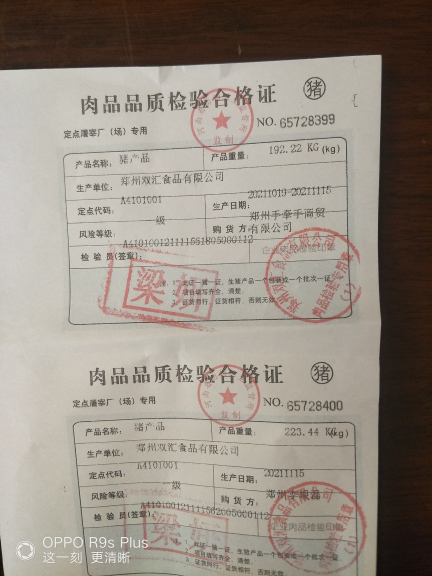 肉品品质检验合格证
猪
定点屠宰厂(场)专用
监制
NO. 65728399
产品名称: 猪产品 产品重量: 192.22 KG(kg)
生产单位: 郑州双汇食品有限公司
定点代码: A4101001 生产日期: 20211019-20211115
风险等级: 一级 购货方: 郑州手拿手商贸有限公司
检验员(签章):
梁
肉品品质检验合格证
猪
定点屠宰厂(场)专用
监制
NO. 65728400
产品名称: 猪产品 产品重量: 223.44 KG(kg)
生产单位: 郑州双汇食品有限公司
定点代码: A4101001 生产日期: 20211115
风险等级: 一级 购货方:
检验员(签章):
梁
OPPO R9s Plus
这一刻 更清晰